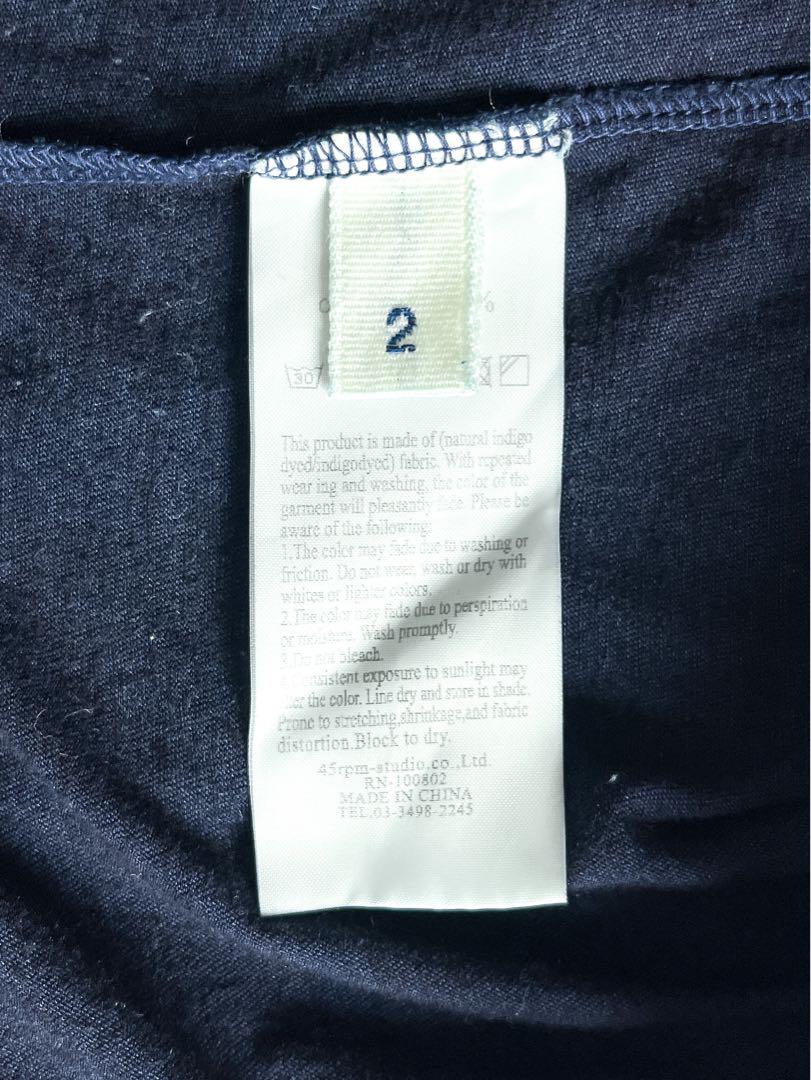 2
%
30
This product is made of (natural indigo
dyed/indigodyed) fabric. With repeated
wear ing and washing, the color of the
garment will pleasandy fade. Please be
aware of the following:
1.The color may fade due to washing or
friction. Do not wear, wash or dry with
whites or lighter colors.
2.The color may fade due to perspiration
or moisture. Wash promptly.
3.Do not bleach.
4.Consistent exposure to sunlight may
alter the color. Line dry and store in shade.
Prone to stretching,shrinkage,and fabric
distortion.Block to dry.
45rpm-studio.co.,Ltd.
RN-100802
MADE IN CHINA
TEL.03-3498-2245